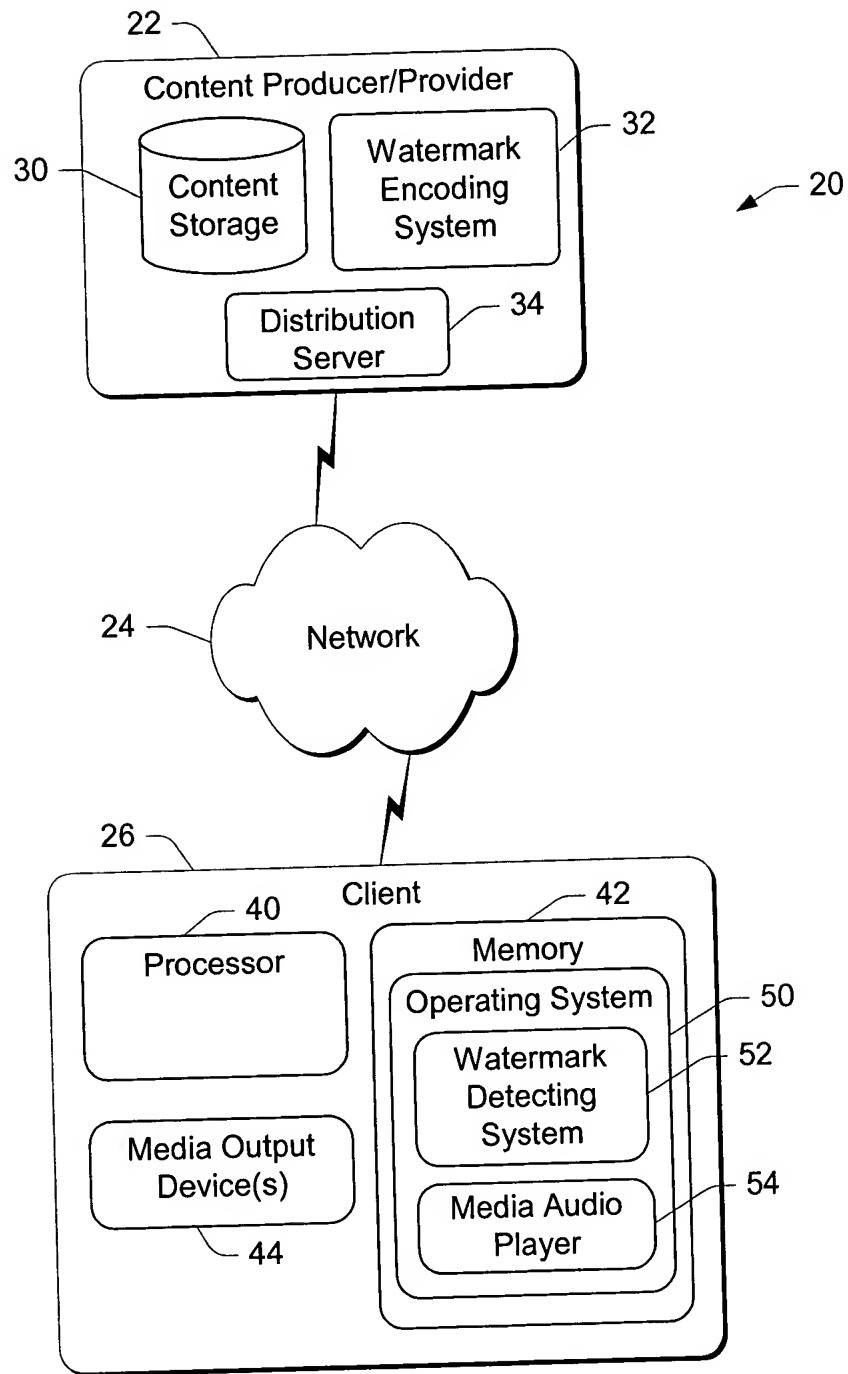 22
Content Producer/Provider
30
Content
Storage
Watermark
Encoding
System
32
20
Distribution
Server
34
24
Network
26
Client
40
Processor
42
Memory
Operating System
50
Watermark
Detecting
System
52
Media Output
Device(s)
44
Media Audio
Player
54